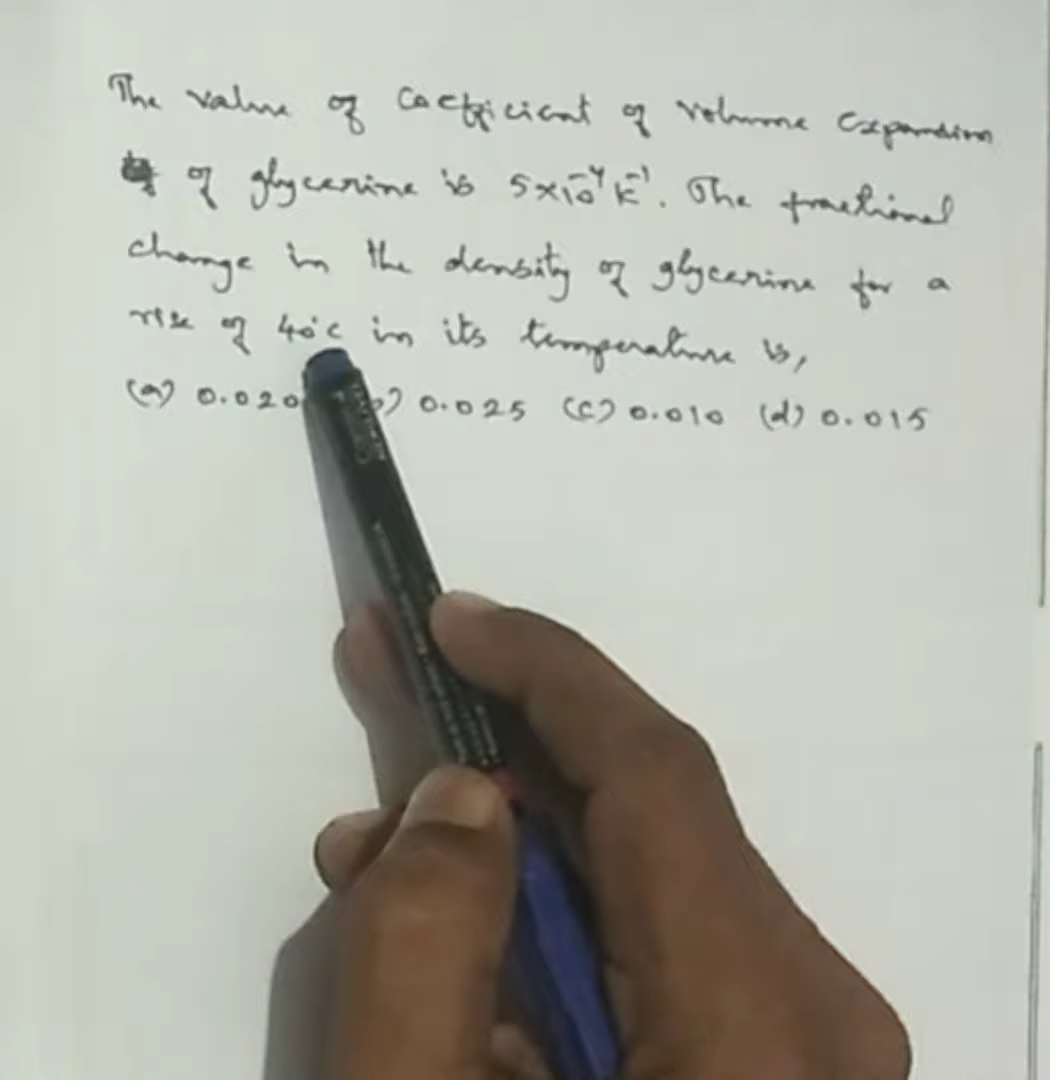 The value of coefficient of volume expansion
of glycerine is 5×10⁻⁴ K⁻¹. The fractional
change in the density of glycerine for a
rise of 40°C in its temperature is,
(a) 0.020 b) 0.025 (c) 0.010 (d) 0.015